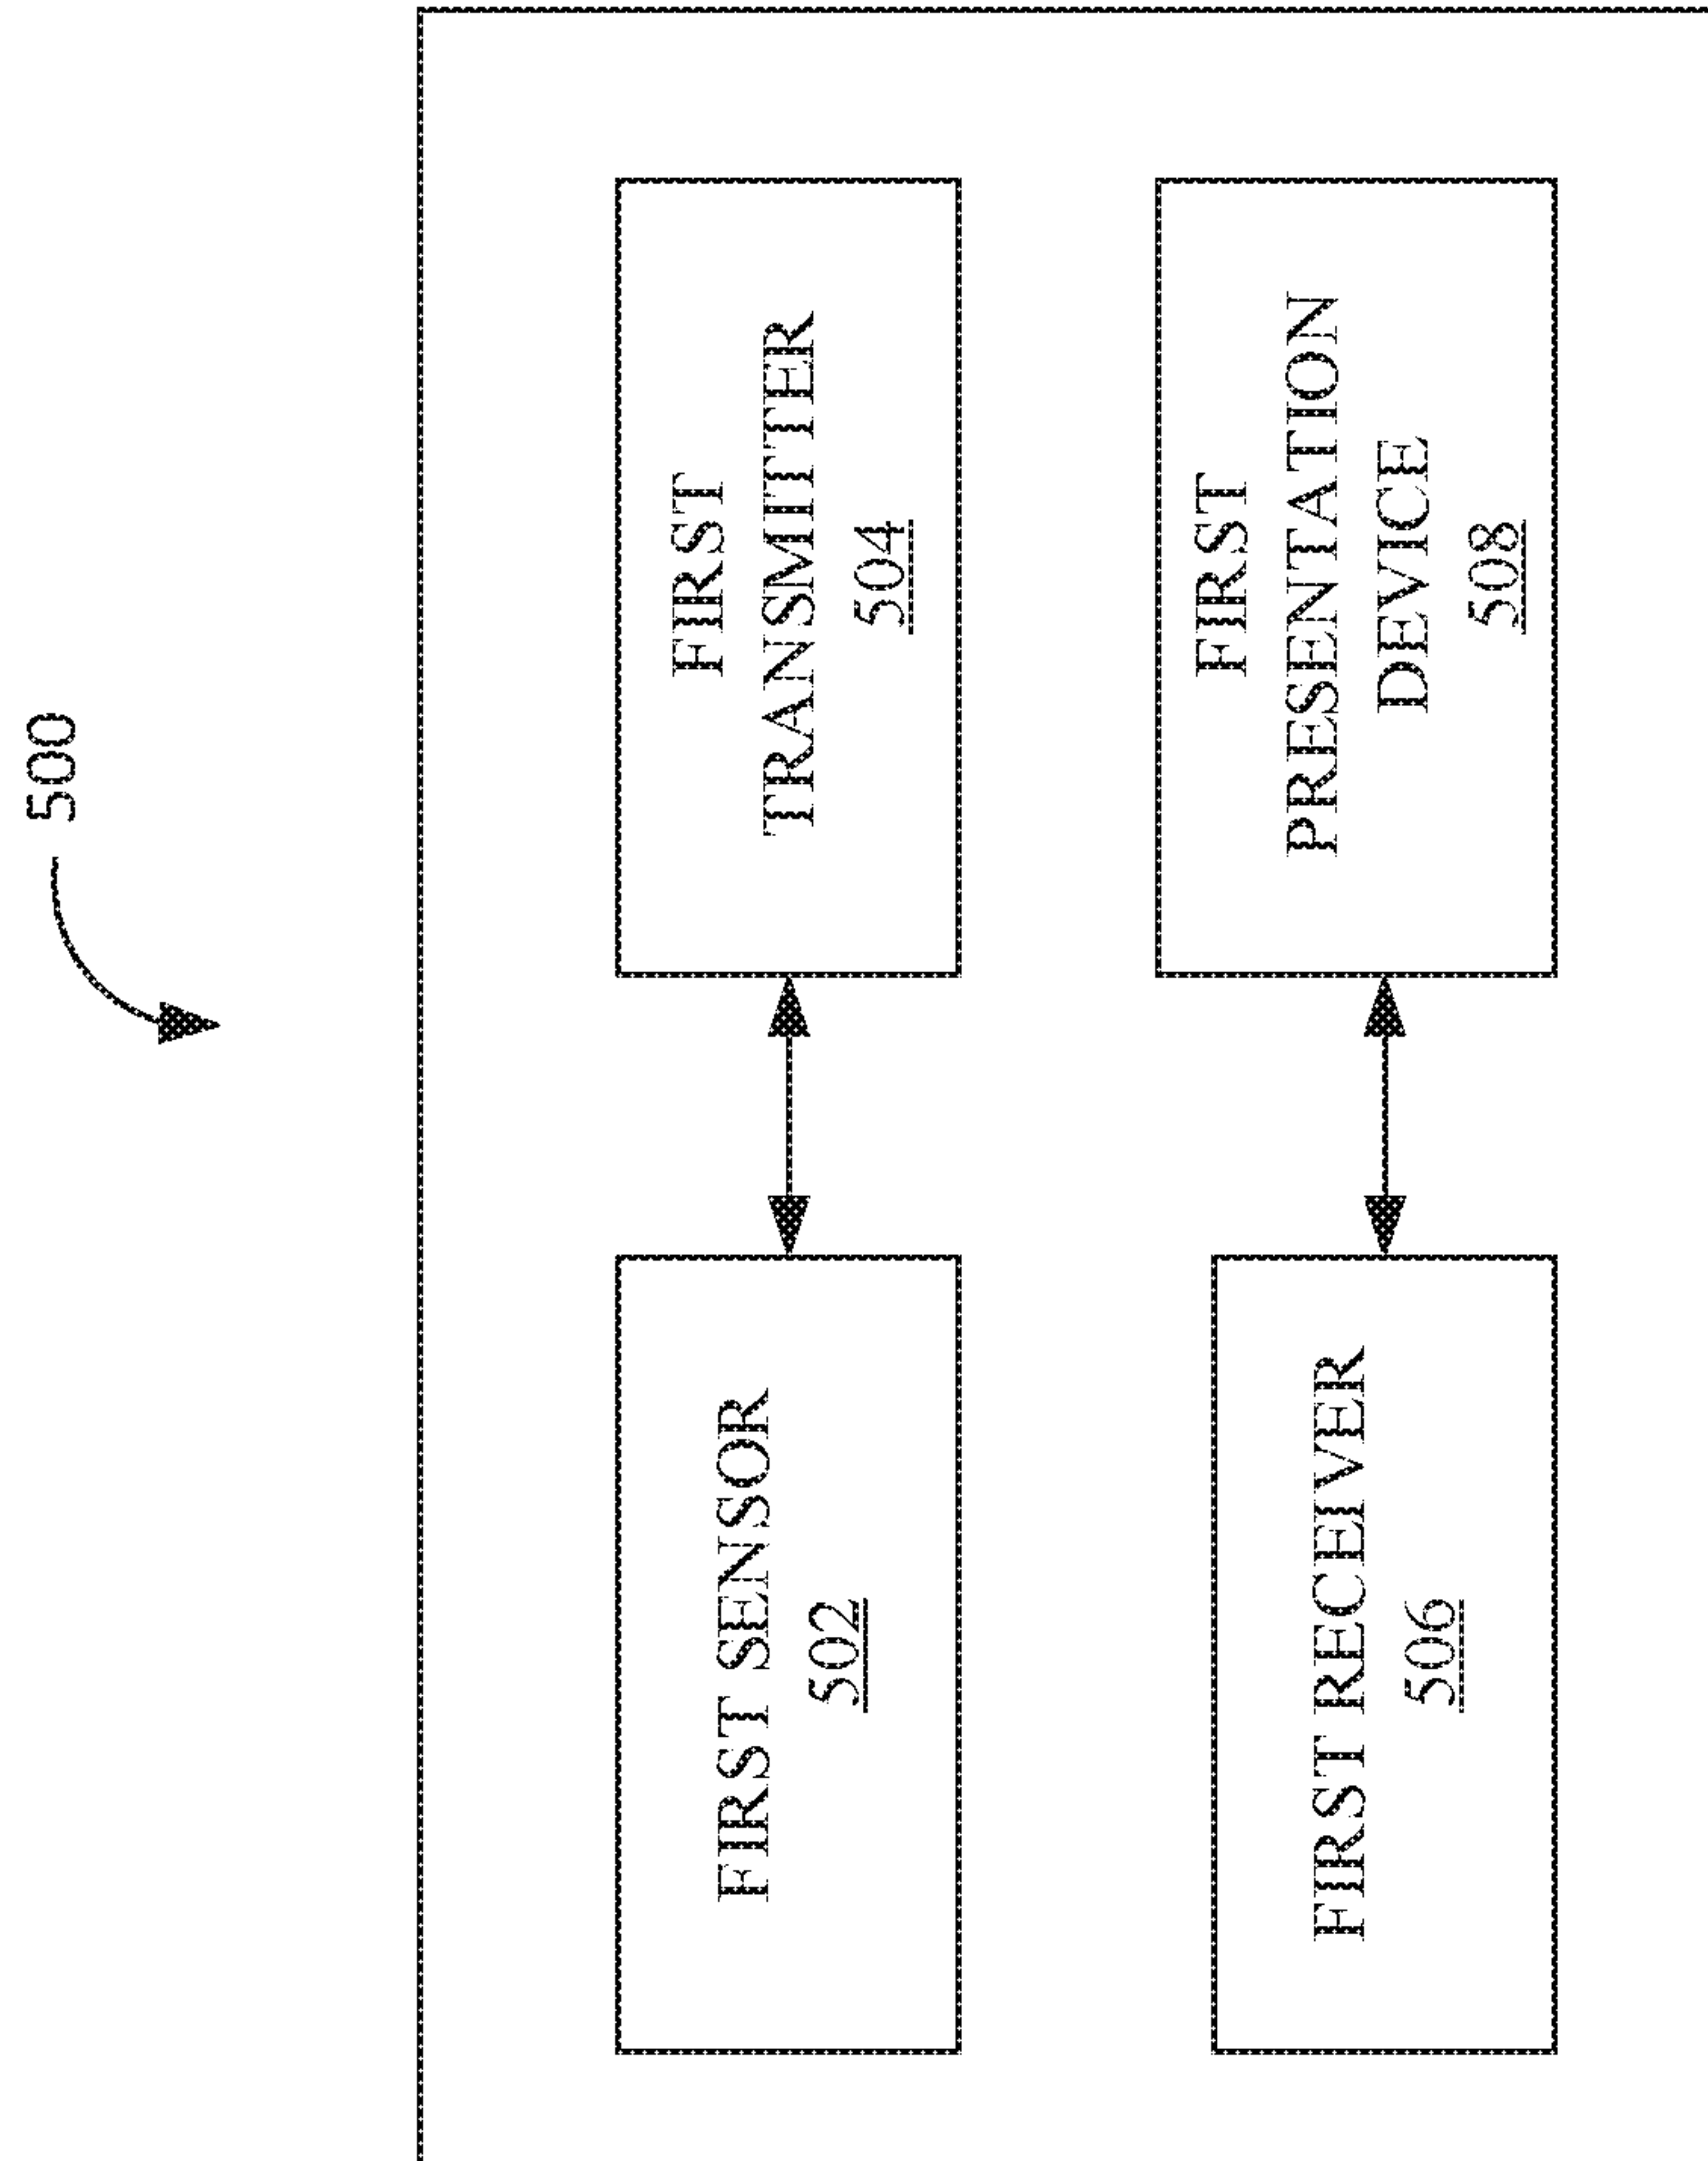 500
FIRST SENSOR
502
FIRST
TRANSMITTER
504
FIRST RECEIVER
506
FIRST
PRESENTATION
DEVICE
508